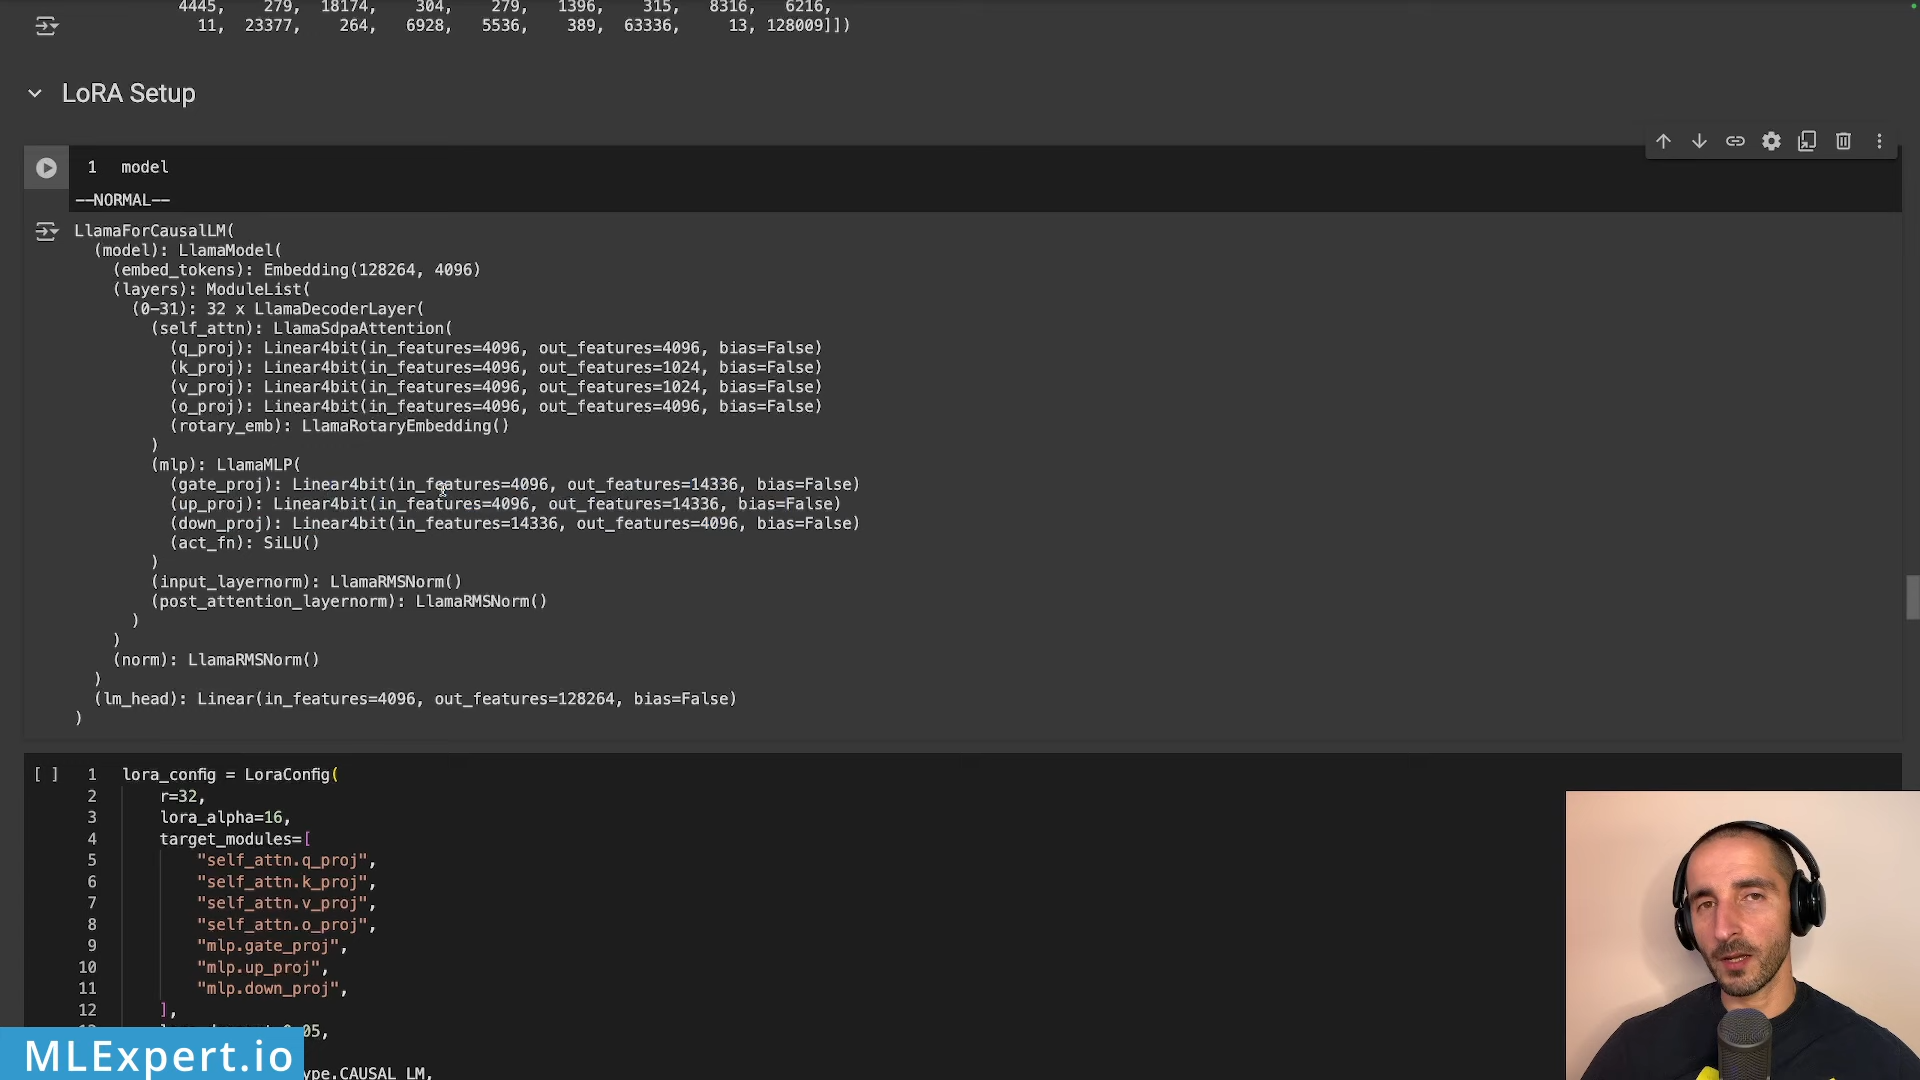 4445, 279, 18174, 304, 279, 1396, 315, 8316, 6216,
11, 23377, 264, 6928, 5536, 389, 63336, 13, 128009]])
LoRA Setup
1 model
--NORMAL--
LlamaForCausalLM(
(model): LlamaModel(
(embed_tokens): Embedding(128264, 4096)
(layers): ModuleList(
(0-31): 32 x LlamaDecoderLayer(
(self_attn): LlamaSdpaAttention(
(q_proj): Linear4bit(in_features=4096, out_features=4096, bias=False)
(k_proj): Linear4bit(in_features=4096, out_features=1024, bias=False)
(v_proj): Linear4bit(in_features=4096, out_features=1024, bias=False)
(o_proj): Linear4bit(in_features=4096, out_features=4096, bias=False)
(rotary_emb): LlamaRotaryEmbedding()
)
(mlp): LlamaMLP(
(gate_proj): Linear4bit(in_features=4096, out_features=14336, bias=False)
(up_proj): Linear4bit(in_features=4096, out_features=14336, bias=False)
(down_proj): Linear4bit(in_features=14336, out_features=4096, bias=False)
(act_fn): SiLU()
)
(input_layernorm): LlamaRMSNorm()
(post_attention_layernorm): LlamaRMSNorm()
)
)
(norm): LlamaRMSNorm()
)
(lm_head): Linear(in_features=4096, out_features=128264, bias=False)
)
[ ] 1 lora_config = LoraConfig(
2 r=32,
3 lora_alpha=16,
4 target_modules=[
5 "self_attn.q_proj",
6 "self_attn.k_proj",
7 "self_attn.v_proj",
8 "self_attn.o_proj",
9 "mlp.gate_proj",
10 "mlp.up_proj",
11 "mlp.down_proj",
12 ],
05,
MLExpert.io
ype.CAUSAL_LM,